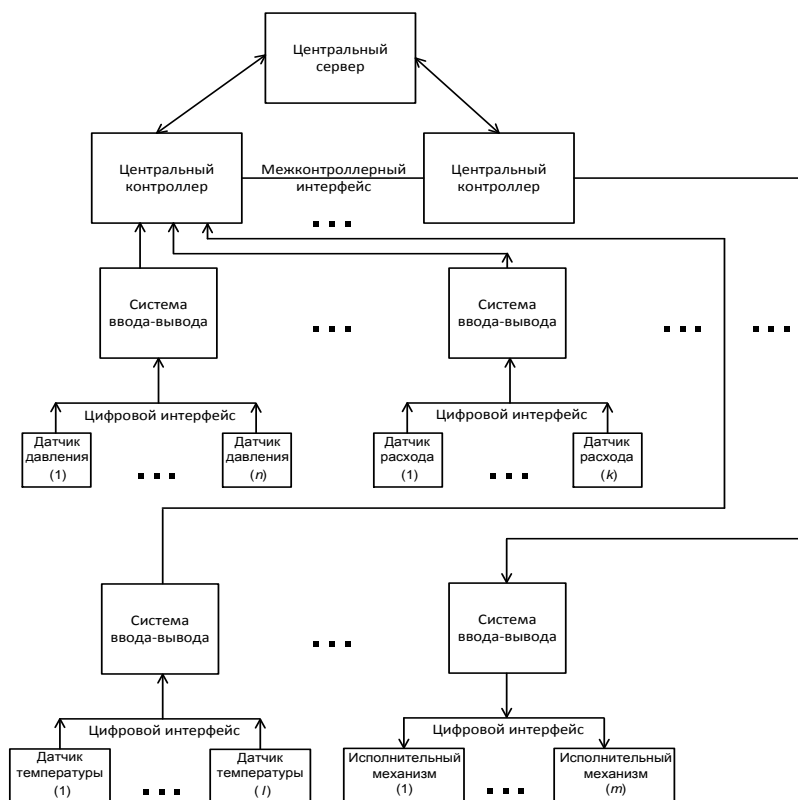 Центральный
сервер
Центральный
контроллер
Межконтроллерный
интерфейс
Центральный
контроллер
...
Система
ввода-вывода
...
Система
ввода-вывода
... ...
Цифровой интерфейс
Цифровой интерфейс
Датчик
давления
(1)
...
Датчик
давления
(n)
Датчик
расхода
(1)
...
Датчик
расхода
(k)
Система
ввода-вывода
...
Система
ввода-вывода
Цифровой интерфейс
Цифровой интерфейс
Датчик
температуры
(1)
...
Датчик
температуры
(l)
Исполнительный
механизм
(1)
...
Исполнительный
механизм
(m)